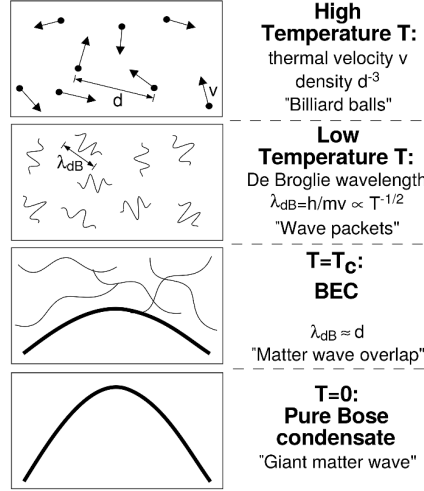 High
Temperature T:
thermal velocity v
density d⁻³
"Billiard balls"
d
v
Low
Temperature T:
De Broglie wavelength
λdB=h/mv ∝ T⁻¹/²
"Wave packets"
λdB
T=Tc:
BEC
λdB ≈ d
"Matter wave overlap"
T=0:
Pure Bose
condensate
"Giant matter wave"